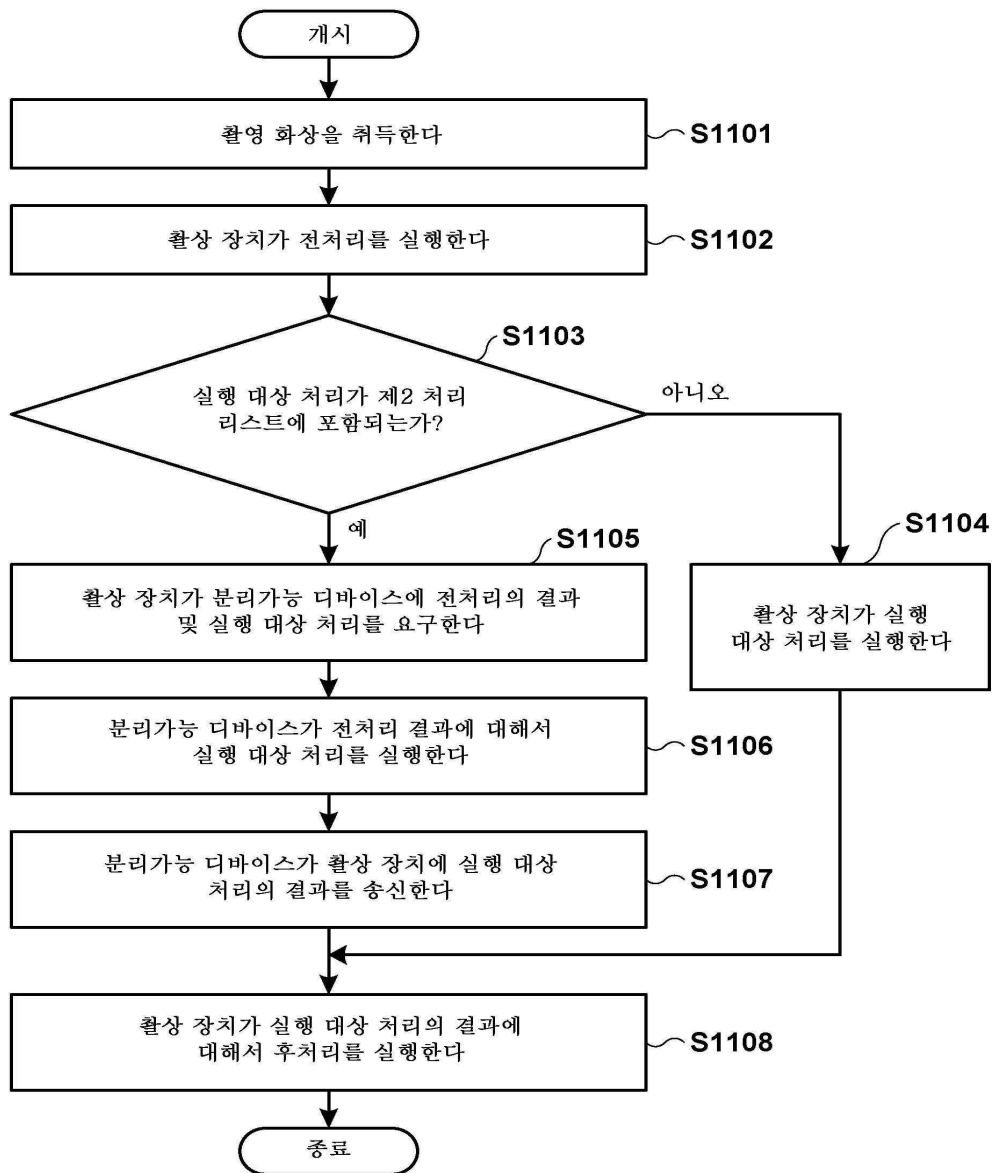 개시
촬영 화상을 취득한다
S1101
촬상 장치가 전처리를 실행한다
S1102
S1103
실행 대상 처리가 제2 처리
리스트에 포함되는가?
아니오
예
S1104
촬상 장치가 실행
대상 처리를 실행한다
S1105
촬상 장치가 분리가능 디바이스에 전처리의 결과
및 실행 대상 처리를 요구한다
분리가능 디바이스가 전처리 결과에 대해서
실행 대상 처리를 실행한다
S1106
분리가능 디바이스가 촬상 장치에 실행 대상
처리의 결과를 송신한다
S1107
촬상 장치가 실행 대상 처리의 결과에
대해서 후처리를 실행한다
S1108
종료